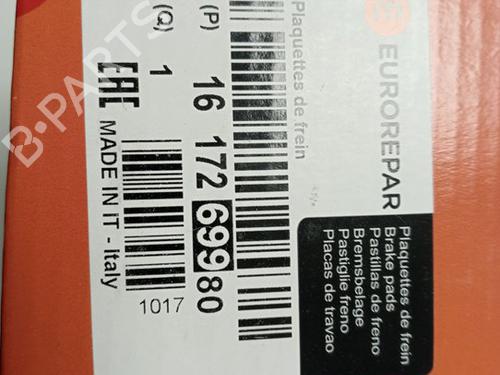 EUROREPAR
Plaquettes de frein
Brake pads
Pastillas de freno
Bremsbelage
Pastiglie freno
Placas de travao
Plaquettes de frein
(P) 16 172 699 80
(Q) 1
1017
EAC MADE IN IT - Italy
B-PARTS